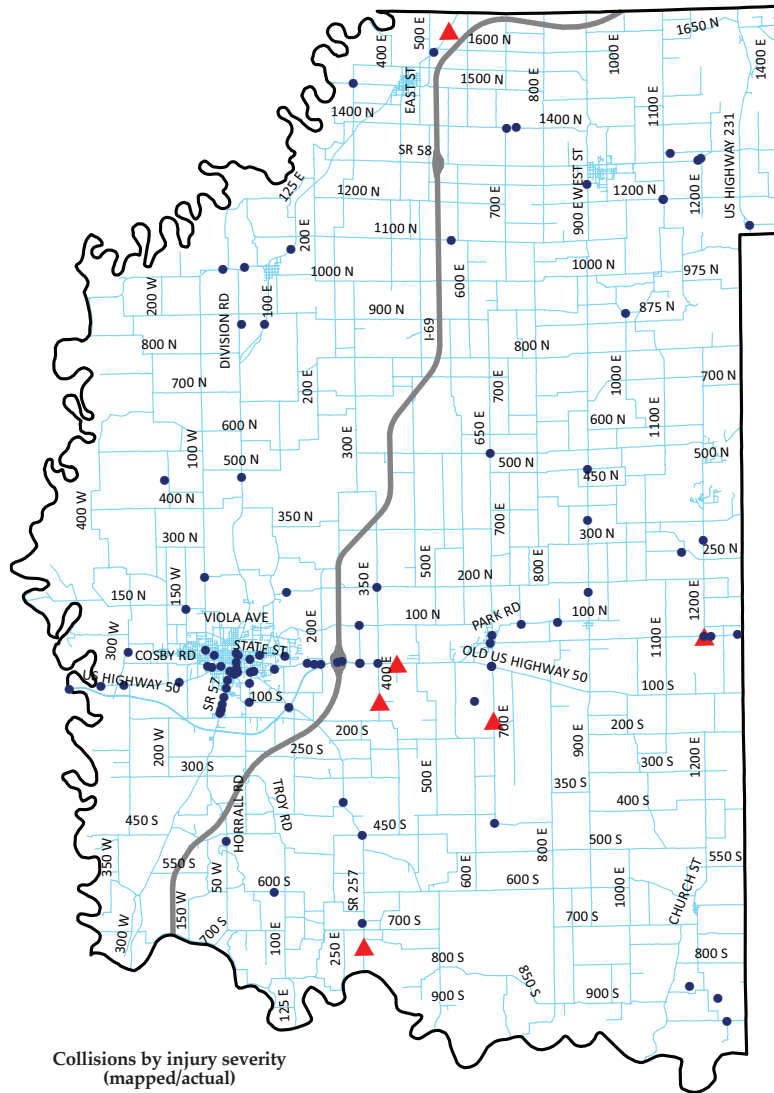 400 E
500 E
1600 N
1650 N
1000 E
1400 E
1500 N
800 E
EAST ST
1400 N
1400 N
1100 E
US HIGHWAY 231
SR 58
900 E WEST ST
125 E
1200 N
700 E
1200 N
1200 E
200 E
1100 N
1000 N
1000 N
975 N
200 W
600 E
DIVISION RD
100 E
900 N
875 N
I-69
800 N
800 N
700 N
200 E
700 E
1000 E
700 N
100 W
600 N
300 E
650 E
600 N
1100 E
500 N
500 N
500 N
450 N
400 W
400 N
350 N
700 E
300 N
300 N
250 N
500 E
800 E
200 N
150 N
150 W
350 E
1200 E
VIOLA AVE
100 N
PARK RD
100 N
300 W
200 E
1100 E
COSBY RD
STATE ST
OLD US HIGHWAY 50
US HIGHWAY 50
400 E
SR 57
100 S
100 S
700 E
200 W
200 S
900 E
200 S
250 S
300 S
300 S
1200 E
500 E
350 S
HORRALL RD
TROY RD
400 S
450 S
450 S
350 W
800 E
500 S
550 S
550 S
50 W
600 E
600 S
600 S
150 W
SR 257
1000 E
CHURCH ST
300 W
700 S
100 E
250 E
700 S
700 S
800 S
800 S
850 S
125 E
900 S
900 S
1200 E
Collisions by injury severity
(mapped/actual)